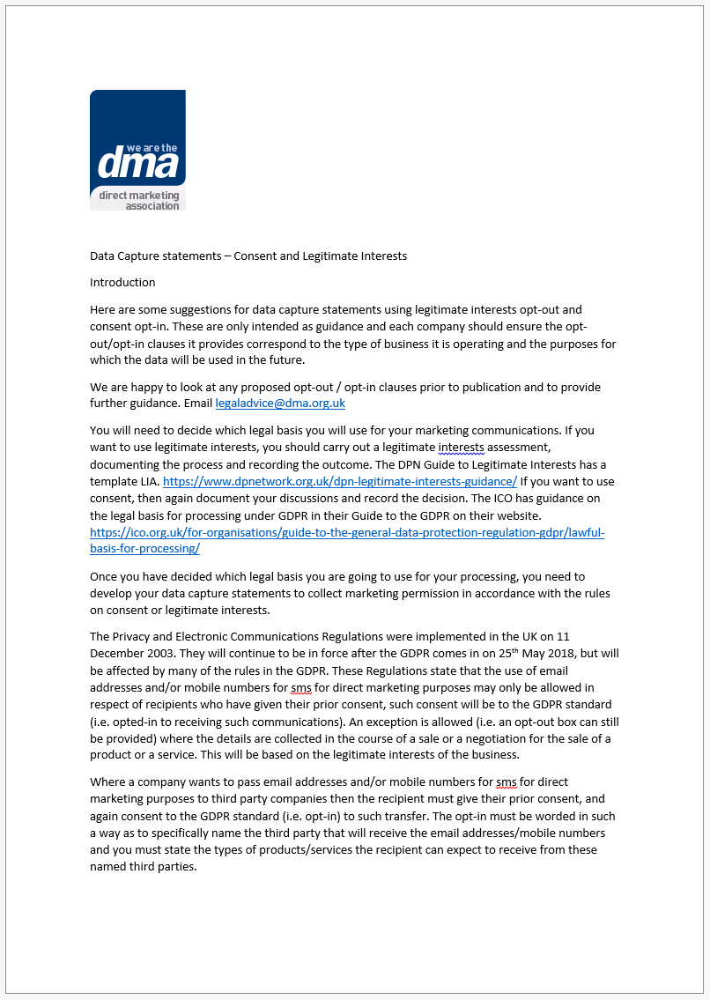 we are the
dma
direct marketing
association
Data Capture statements – Consent and Legitimate Interests
Introduction
Here are some suggestions for data capture statements using legitimate interests opt-out and
consent opt-in. These are only intended as guidance and each company should ensure the opt-
out/opt-in clauses it provides correspond to the type of business it is operating and the purposes for
which the data will be used in the future.
We are happy to look at any proposed opt-out / opt-in clauses prior to publication and to provide
further guidance. Email legaladvice@dma.org.uk
You will need to decide which legal basis you will use for your marketing communications. If you
want to use legitimate interests, you should carry out a legitimate interests assessment,
documenting the process and recording the outcome. The DPN Guide to Legitimate Interests has a
template LIA. https://www.dpnetwork.org.uk/dpn-legitimate-interests-guidance/ If you want to use
consent, then again document your discussions and record the decision. The ICO has guidance on
the legal basis for processing under GDPR in their Guide to the GDPR on their website.
https://ico.org.uk/for-organisations/guide-to-the-general-data-protection-regulation-gdpr/lawful-
basis-for-processing/
Once you have decided which legal basis you are going to use for your processing, you need to
develop your data capture statements to collect marketing permission in accordance with the rules
on consent or legitimate interests.
The Privacy and Electronic Communications Regulations were implemented in the UK on 11
December 2003. They will continue to be in force after the GDPR comes in on 25th May 2018, but will
be affected by many of the rules in the GDPR. These Regulations state that the use of email
addresses and/or mobile numbers for sms for direct marketing purposes may only be allowed in
respect of recipients who have given their prior consent, such consent will be to the GDPR standard
(i.e. opted-in to receiving such communications). An exception is allowed (i.e. an opt-out box can still
be provided) where the details are collected in the course of a sale or a negotiation for the sale of a
product or a service. This will be based on the legitimate interests of the business.
Where a company wants to pass email addresses and/or mobile numbers for sms for direct
marketing purposes to third party companies then the recipient must give their prior consent, and
again consent to the GDPR standard (i.e. opt-in) to such transfer. The opt-in must be worded in such
a way as to specifically name the third party that will receive the email addresses/mobile numbers
and you must state the types of products/services the recipient can expect to receive from these
named third parties.